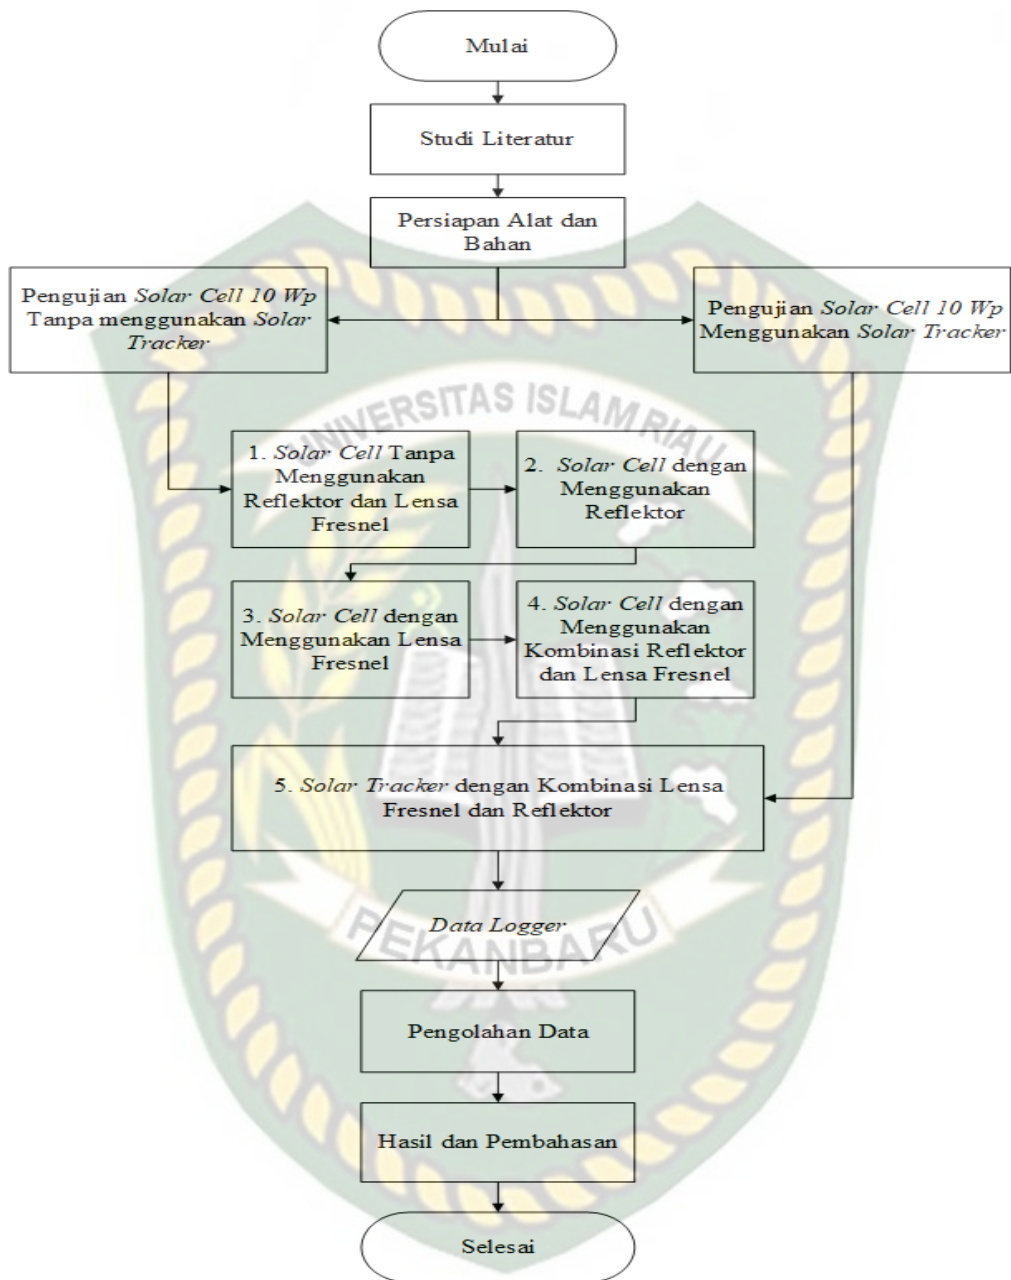 Mulai
Studi Literatur
Persiapan Alat dan
Bahan
Pengujian Solar Cell 10 Wp
Tanpa menggunakan Solar
Tracker
Pengujian Solar Cell 10 Wp
Menggunakan Solar Tracker
UNIVERSITAS ISLAM RIAU
1. Solar Cell Tanpa
Menggunakan
Reflektor dan Lensa
Fresnel
2. Solar Cell dengan
Menggunakan
Reflektor
3. Solar Cell dengan
Menggunakan Lensa
Fresnel
4. Solar Cell dengan
Menggunakan
Kombinasi Reflektor
dan Lensa Fresnel
5. Solar Tracker dengan Kombinasi Lensa
Fresnel dan Reflektor
Data Logger
PEKANBARU
Pengolahan Data
Hasil dan Pembahasan
Selesai